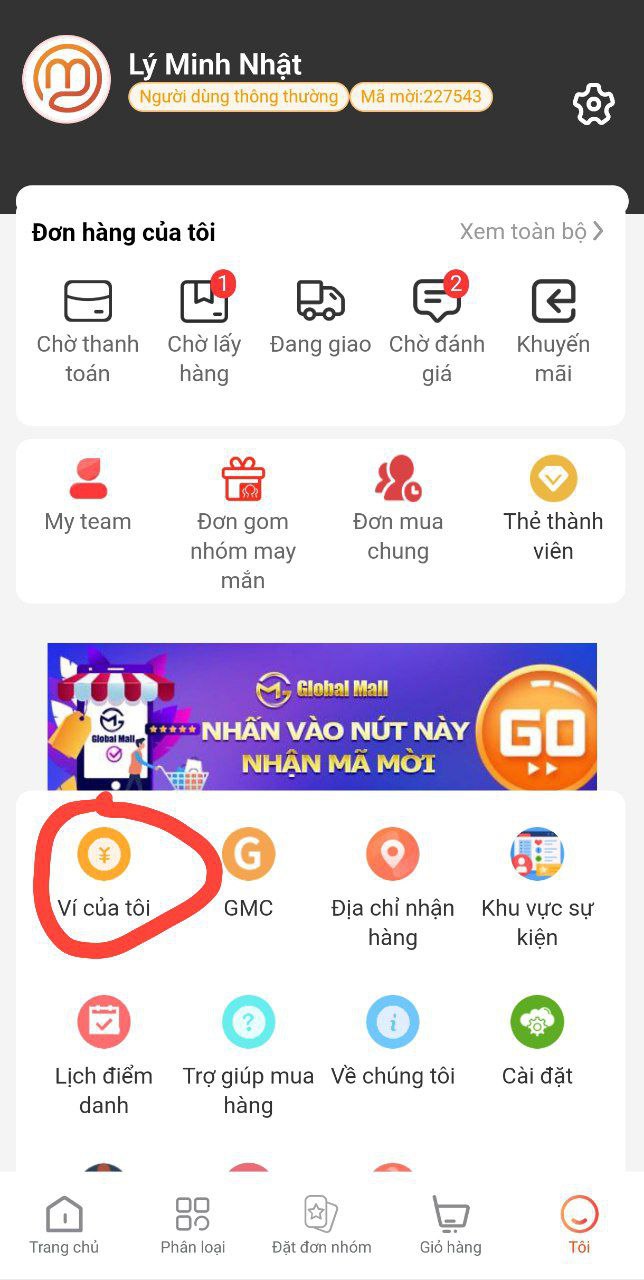 Lý Minh Nhật
Người dùng thông thường Mã mời:227543
Đơn hàng của tôi Xem toàn bộ
1 2
Chờ thanh toán
Chờ lấy hàng
Đang giao
Chờ đánh giá
Khuyến mãi
My team
Đơn gom nhóm may mắn
Đơn mua chung
Thẻ thành viên
Global Mall
Global Mall
NHẤN VÀO NÚT NÀY
NHẬN MÃ MỜI
GO
¥
Ví của tôi
G
GMC
Địa chỉ nhận hàng
Khu vực sự kiện
Lịch điểm danh
?
Trợ giúp mua hàng
i
Về chúng tôi
Cài đặt
Trang chủ
Phân loại
Đặt đơn nhóm
Giỏ hàng
Tôi